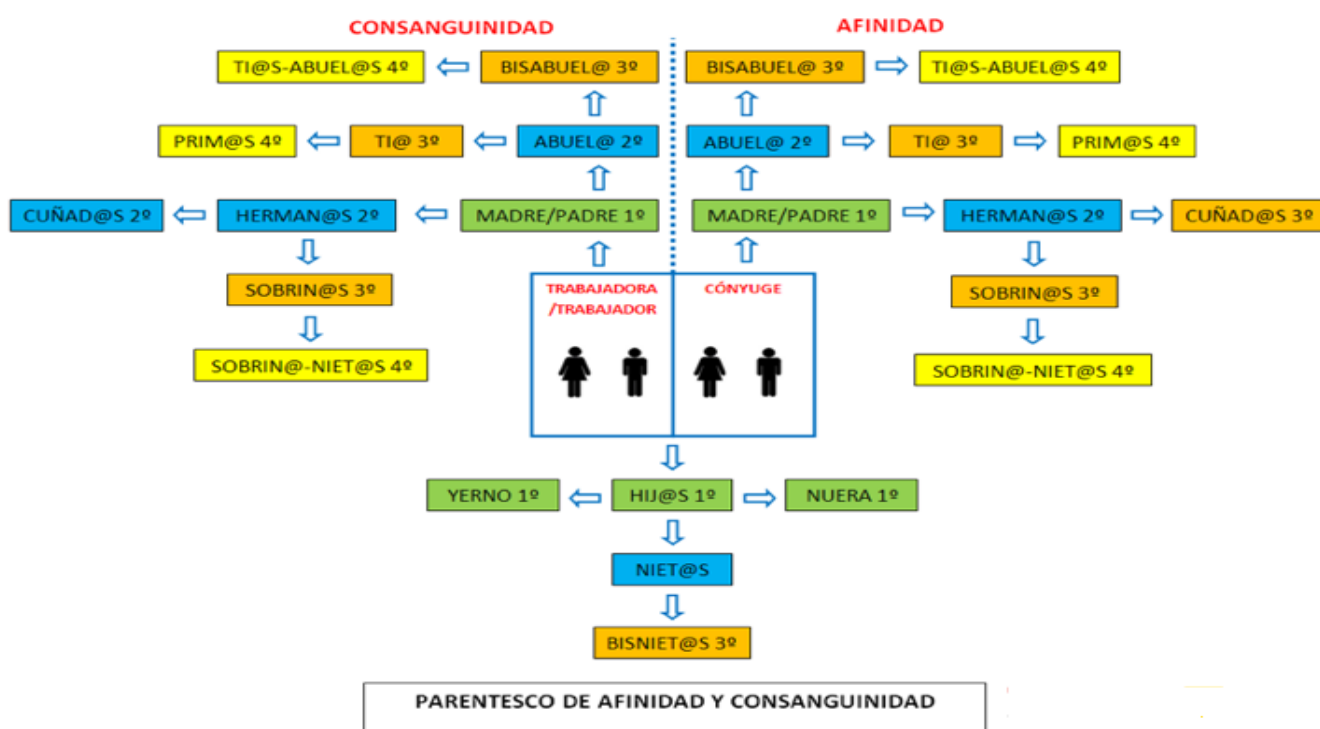 CONSANGUINIDAD
AFINIDAD
TI@S-ABUEL@S 4º
BISABUEL@ 3º
BISABUEL@ 3º
TI@S-ABUEL@S 4º
PRIM@S 4º
TI@ 3º
ABUEL@ 2º
ABUEL@ 2º
TI@ 3º
PRIM@S 4º
CUÑAD@S 2º
HERMAN@S 2º
MADRE/PADRE 1º
MADRE/PADRE 1º
HERMAN@S 2º
CUÑAD@S 3º
SOBRIN@S 3º
TRABAJADORA
/TRABAJADOR
CÓNYUGE
SOBRIN@S 3º
SOBRIN@-NIET@S 4º
SOBRIN@-NIET@S 4º
YERNO 1º
HIJ@S 1º
NUERA 1º
NIET@S
BISNIET@S 3º
PARENTESCO DE AFINIDAD Y CONSANGUINIDAD